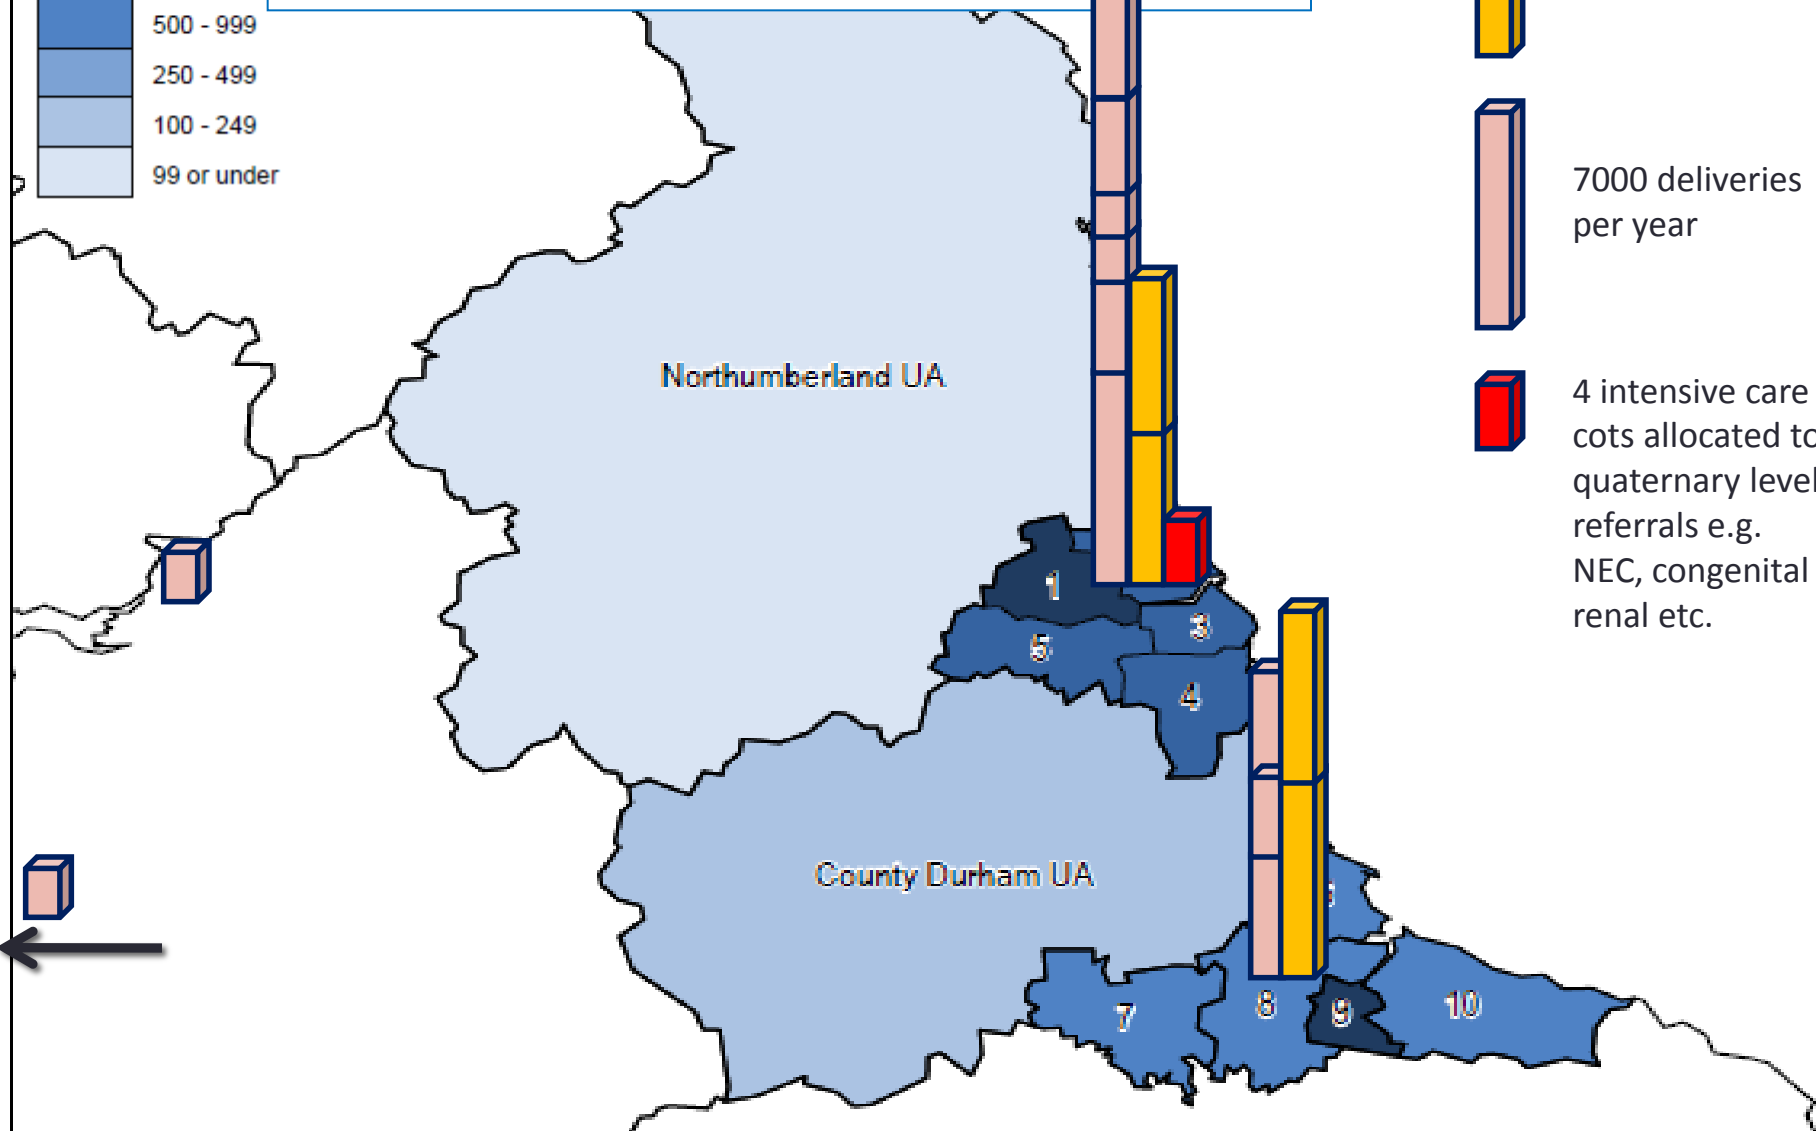 500 - 999
250 - 499
100 - 249
99 or under
7000 deliveries
per year
Northumberland UA
4 intensive care
cots allocated to
quaternary level
referrals e.g.
NEC, congenital
renal etc.
1
3
5
4
County Durham UA
7
8
9
10